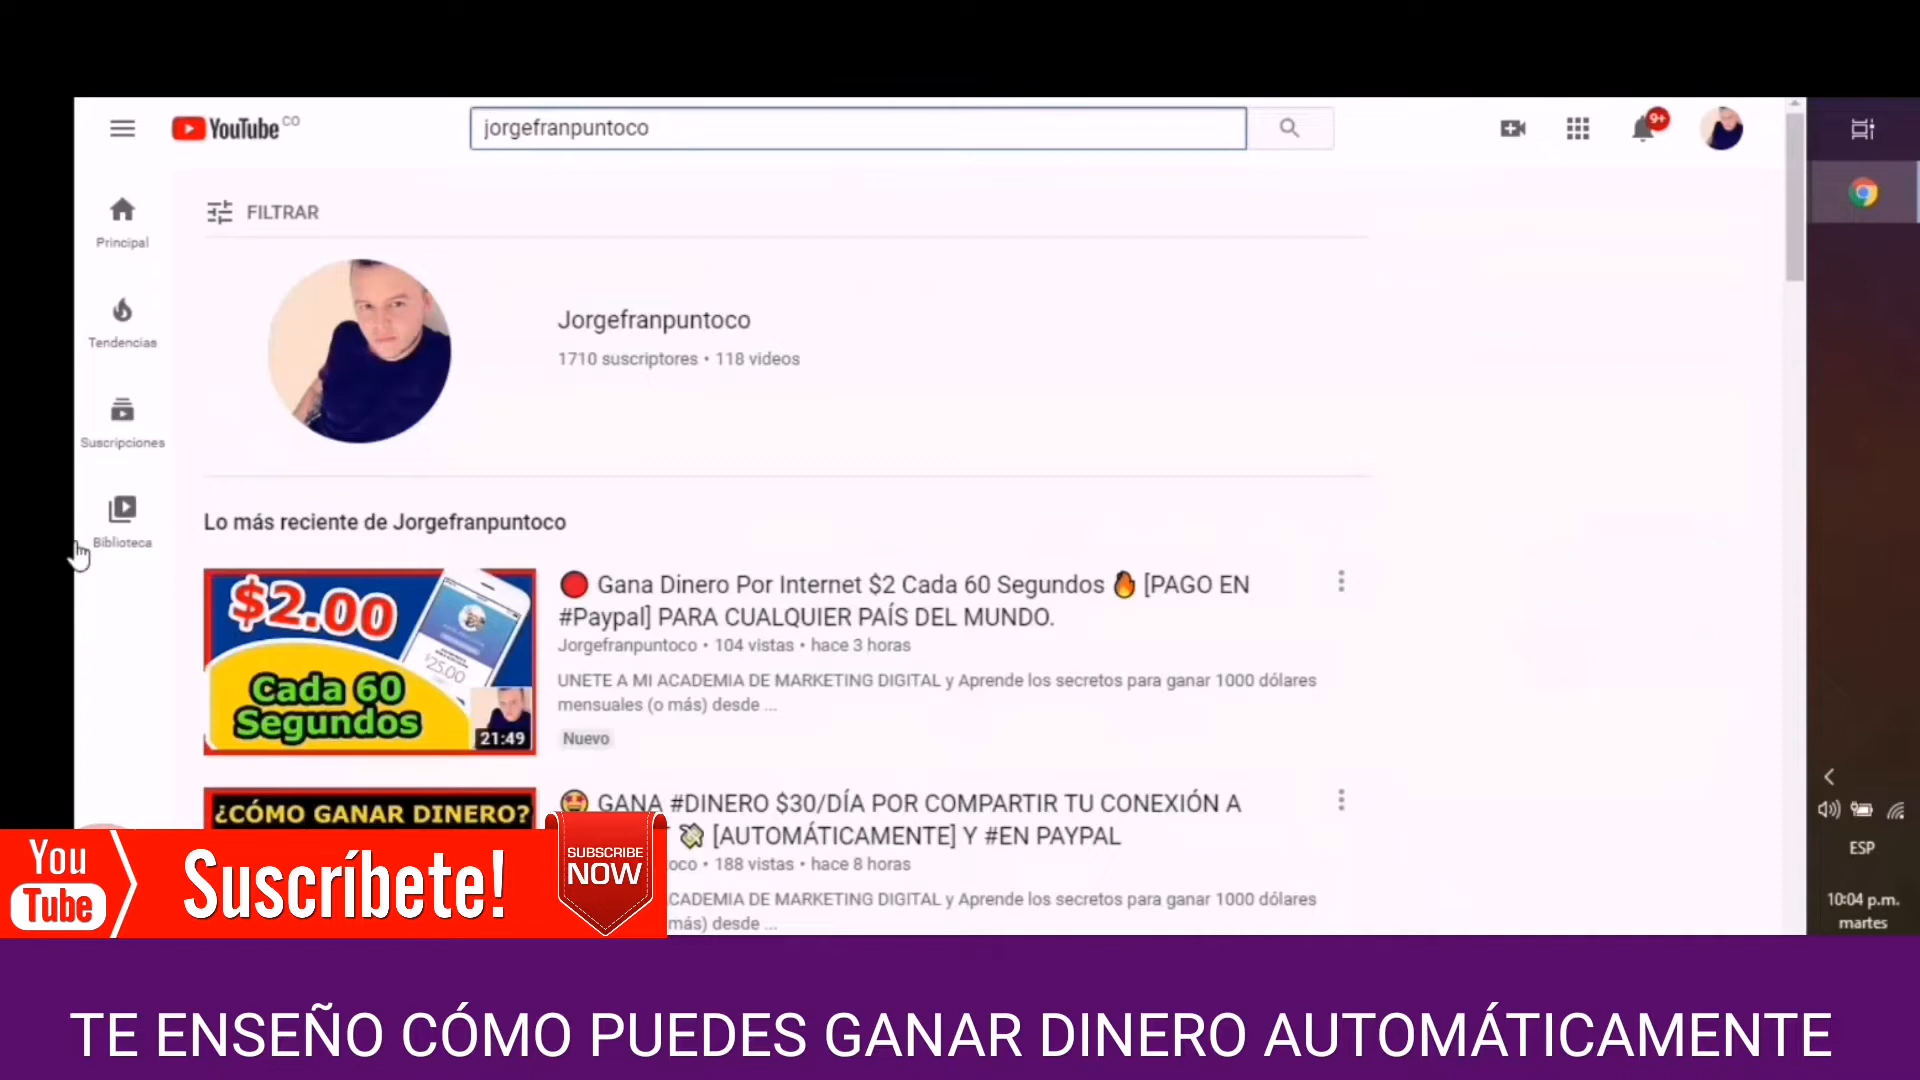 YouTube CO
jorgefranpuntoco
9+
Principal
Tendencias
Suscripciones
Biblioteca
FILTRAR
Jorgefranpuntoco
1710 suscriptores • 118 videos
Lo más reciente de Jorgefranpuntoco
$2.00
$25.00
Cada 60
Segundos
21:49
🔴 Gana Dinero Por Internet $2 Cada 60 Segundos 🔥 [PAGO EN
#Paypal] PARA CUALQUIER PAÍS DEL MUNDO.
Jorgefranpuntoco • 104 vistas • hace 3 horas
UNETE A MI ACADEMIA DE MARKETING DIGITAL y Aprende los secretos para ganar 1000 dólares
mensuales (o más) desde ...
Nuevo
¿CÓMO GANAR DINERO?
🤩 GANA #DINERO $30/DÍA POR COMPARTIR TU CONEXIÓN A
💸 [AUTOMÁTICAMENTE] Y #EN PAYPAL
oco • 188 vistas • hace 8 horas
CADEMIA DE MARKETING DIGITAL y Aprende los secretos para ganar 1000 dólares
más) desde ...
You
Tube
Suscríbete!
SUBSCRIBE
NOW
ESP
10:04 p.m.
martes
TE ENSEÑO CÓMO PUEDES GANAR DINERO AUTOMÁTICAMENTE